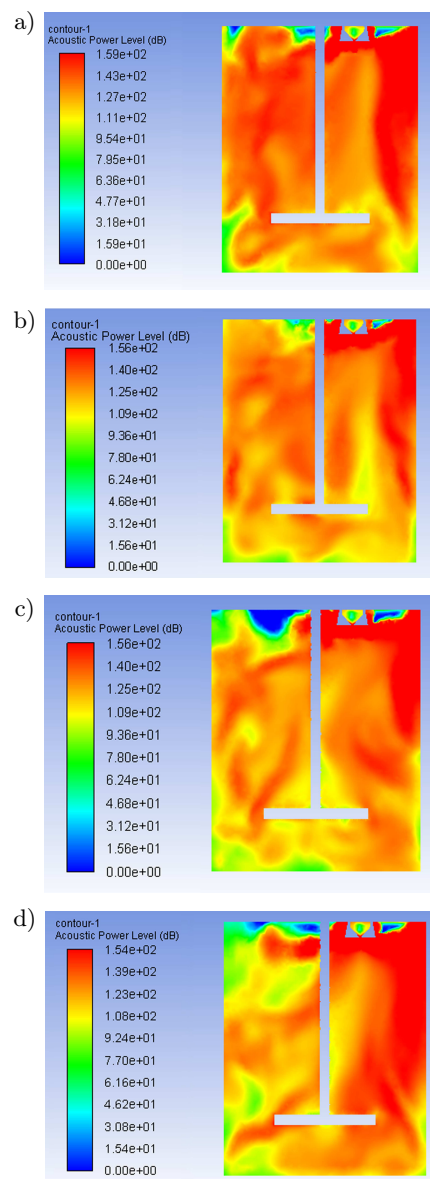 a)
contour-1
Acoustic Power Level (dB)
1.59e+02
1.43e+02
1.27e+02
1.11e+02
9.54e+01
6.36e+01
4.77e+01
3.18e+01
1.59e+01
0.00e+00
b)
contour-1
Acoustic Power Level (dB)
1.56e+02
1.40e+02
1.25e+02
1.09e+02
9.36e+01
7.80e+01
6.24e+01
4.68e+01
3.12e+01
1.56e+01
0.00e+00
c)
contour-1
Acoustic Power Level (dB)
1.56e+02
1.40e+02
1.25e+02
1.09e+02
9.36e+01
7.80e+01
6.24e+01
4.68e+01
3.12e+01
1.56e+01
0.00e+00
d)
contour-1
Acoustic Power Level (dB)
1.54e+02
1.39e+02
1.23e+02
1.08e+02
9.24e+01
7.70e+01
6.16e+01
4.62e+01
3.08e+01
1.54e+01
0.00e+00